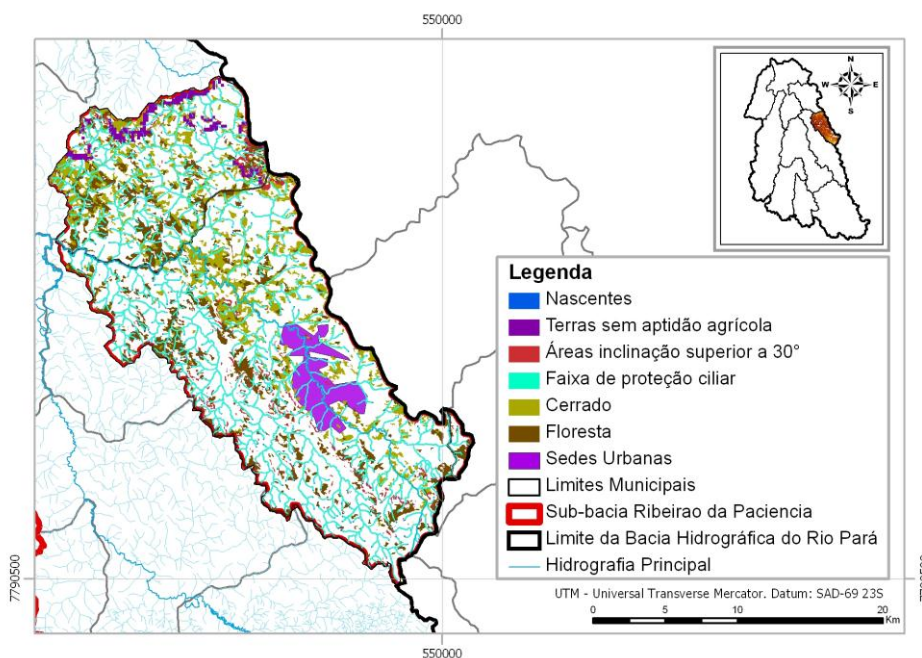 550000
N
W E
S
Legenda
Nascentes
Terras sem aptidão agrícola
Áreas inclinação superior a 30°
Faixa de proteção ciliar
Cerrado
Floresta
Sedes Urbanas
Limites Municipais
Sub-bacia Ribeirao da Paciencia
Limite da Bacia Hidrográfica do Rio Pará
Hidrografia Principal
7790500
UTM - Universal Transverse Mercator. Datum: SAD-69 23S
0 5 10 20
Km
550000